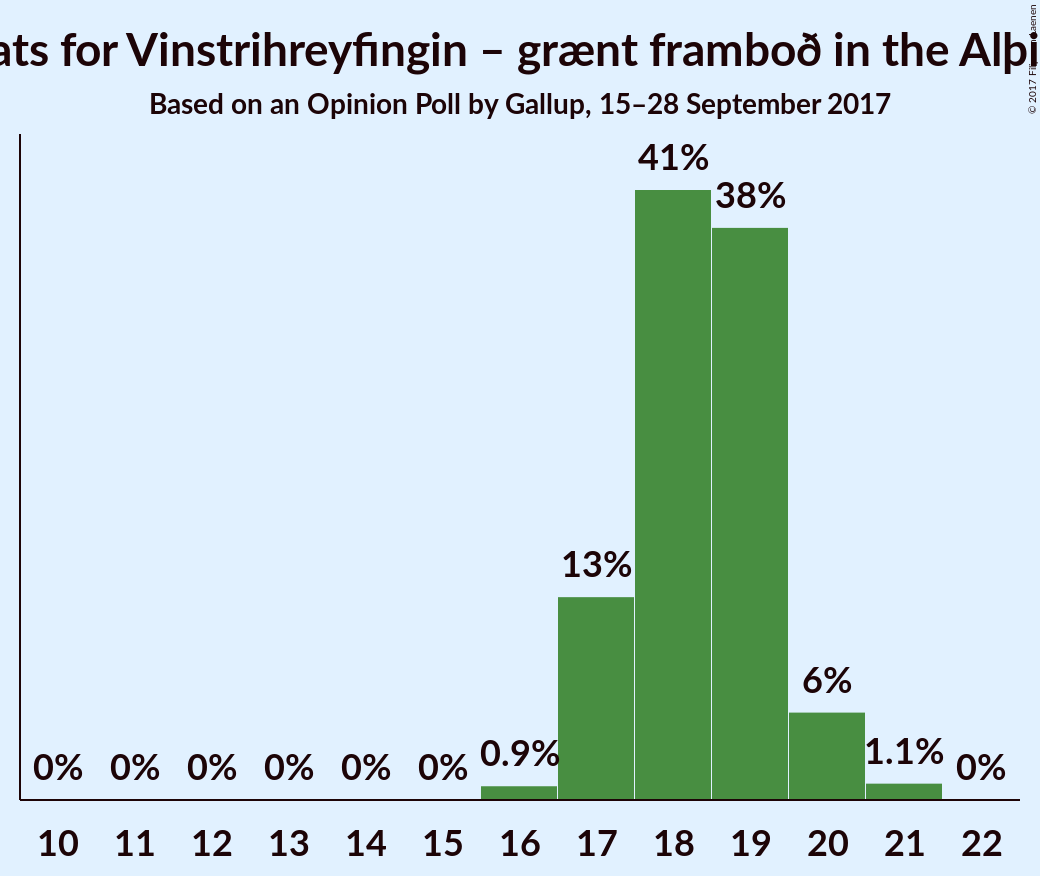 ats for Vinstrihreyfingin – grænt framboð in the Alþi
Based on an Opinion Poll by Gallup, 15–28 September 2017
© 2017
41%
38%
13%
6%
0% 0% 0% 0% 0% 0% 0.9% 1.1% 0%
10 11 12 13 14 15 16 17 18 19 20 21 22